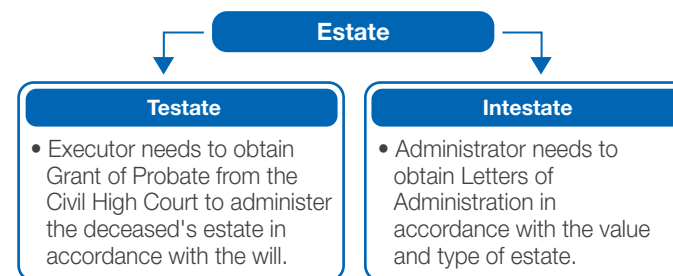 Estate
Testate
• Executor needs to obtain
Grant of Probate from the
Civil High Court to administer
the deceased's estate in
accordance with the will.
Intestate
• Administrator needs to
obtain Letters of
Administration in
accordance with the value
and type of estate.